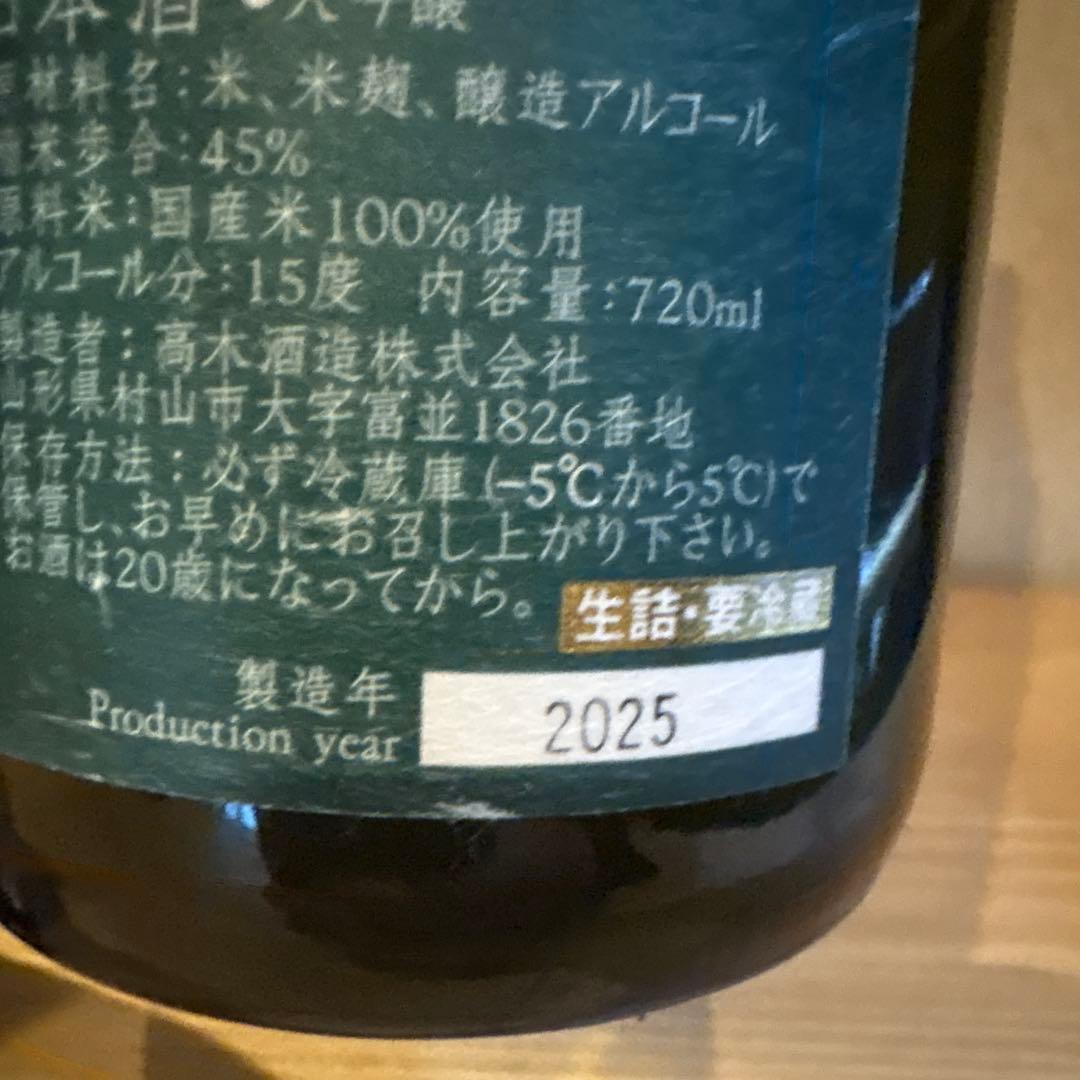 日本酒・大吟醸
原材料名:米、米麹、醸造アルコール
精米歩合:45%
原料米:国産米100%使用
アルコール分:15度 内容量:720ml
製造者:高木酒造株式会社
山形県村山市大字富並1826番地
保存方法:必ず冷蔵庫(-5℃から5℃)で
保管し、お早めにお召し上がり下さい。
お酒は20歳になってから。
生詰・要冷蔵
製造年
Production year
2025